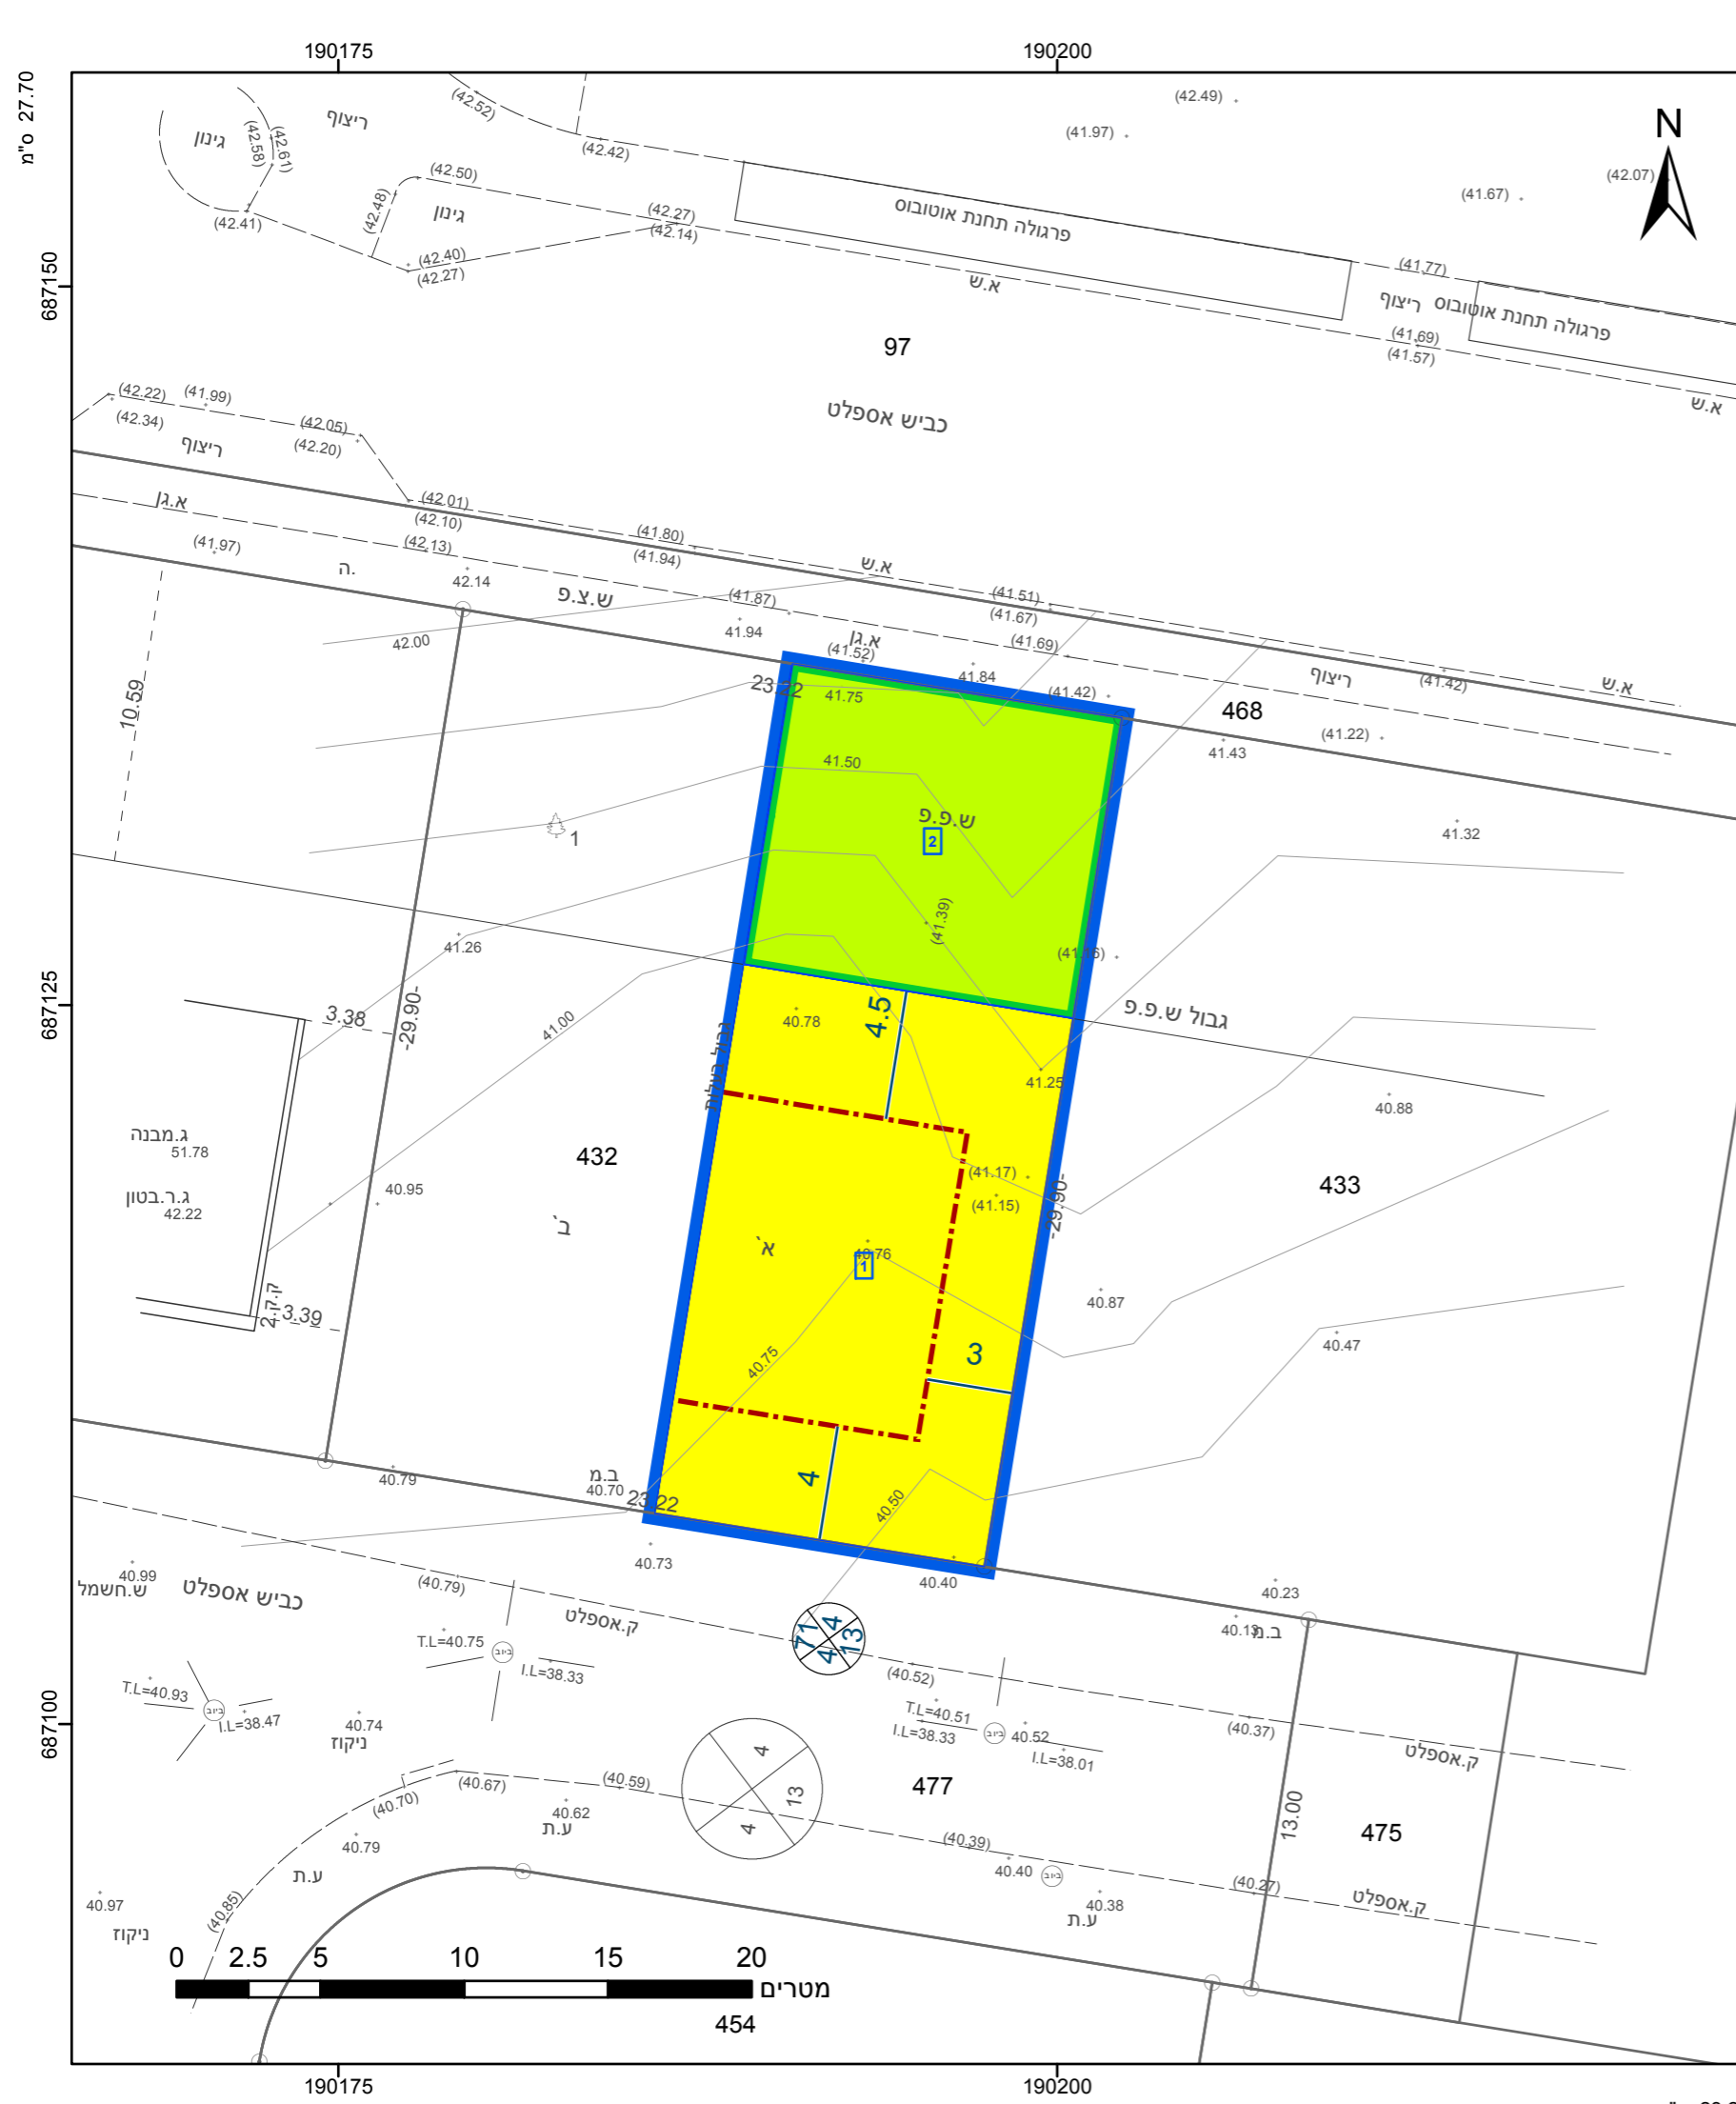 190175
190200
27.70 ס"מ
(42.49)
(41.97)
(42.52)
ריצוף
גינון
(42.58)
(42.61)
(42.42)
N
(42.07)
(41.67)
(42.50)
(42.48)
גינון
(42.41)
(42.27)
(42.14)
פרגולה תחנת אוטובוס
(42.40)
(42.27)
א.ש
(41.77)
ריצוף
פרגולה תחנת אוטובוס
687150
(41.69)
(41.57)
97
(42.22)
(41.99)
(42.34)
(42.05)
(42.20)
כביש אספלט
א.ש
ריצוף
א.גן
(42.01)
(42.10)
(41.97)
(42.13)
(41.80)
(41.94)
א.ש
ה.
42.14
ש.צ.פ
(41.87)
(41.51)
(41.67)
42.00
41.94
א.גן
(41.52)
(41.69)
41.84
ריצוף
(41.42)
א.ש
10.59
41.75
(41.42)
468
(41.22)
41.43
41.50
ש.פ.פ
2
1
41.32
(41.39)
41.26
687125
-29.90-
3.38
41.00
40.78
4.5
גבול ש.פ.פ
גבול בעלות
41.25
40.88
ג.מבנה
51.78
432
433
(41.17)
(41.15)
-29.90-
ג.ר.בטון
42.22
40.95
ב`
א`
40.76
1
40.87
ק.ק.2
3.39
40.75
3
40.47
40.79
ב.מ
40.70
23.22
4
40.50
40.73
40.40
40.23
40.99
ש.חשמל
כביש אספלט
(40.79)
ק.אספלט
71
4
13
4
40.13
ב.מ
T.L=40.75
I.L=38.33
ביוב
(40.52)
T.L=40.93
I.L=38.47
ביוב
40.74
ניקוז
T.L=40.51
I.L=38.33
ביוב
40.52
I.L=38.01
(40.37)
ק.אספלט
687100
4
13
4
477
(40.67)
(40.59)
(40.70)
40.62
ע.ת
40.79
ע.ת
(40.39)
40.40
ביוב
13.00
475
40.97
(40.85)
ניקוז
40.38
ע.ת
(40.27)
ק.אספלט
0
2.5
5
10
15
20
מטרים
454
190175
190200